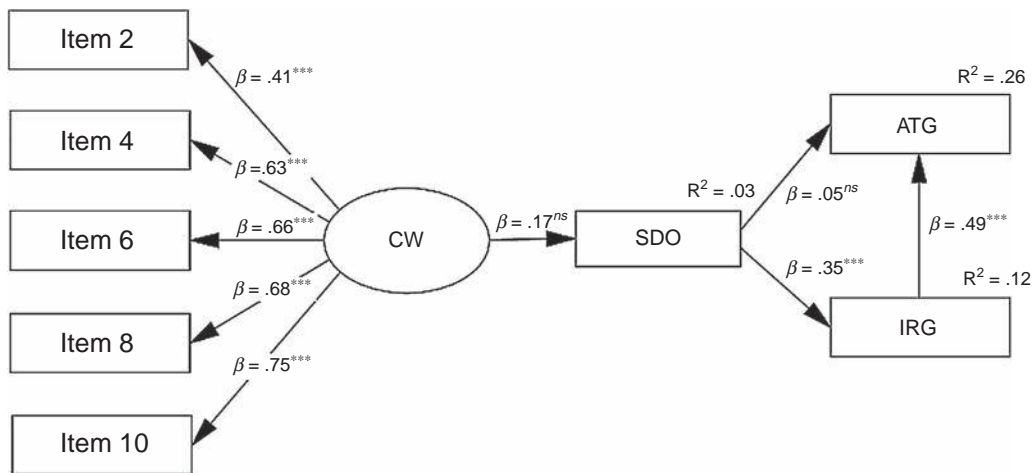 Item 2
β = .41***
Item 4
β = .63***
Item 6
β = .66***
Item 8
β = .68***
Item 10
β = .75***
CW
β = .17ns
R² = .03
SDO
β = .05ns
β = .35***
R² = .26
ATG
β = .49***
R² = .12
IRG